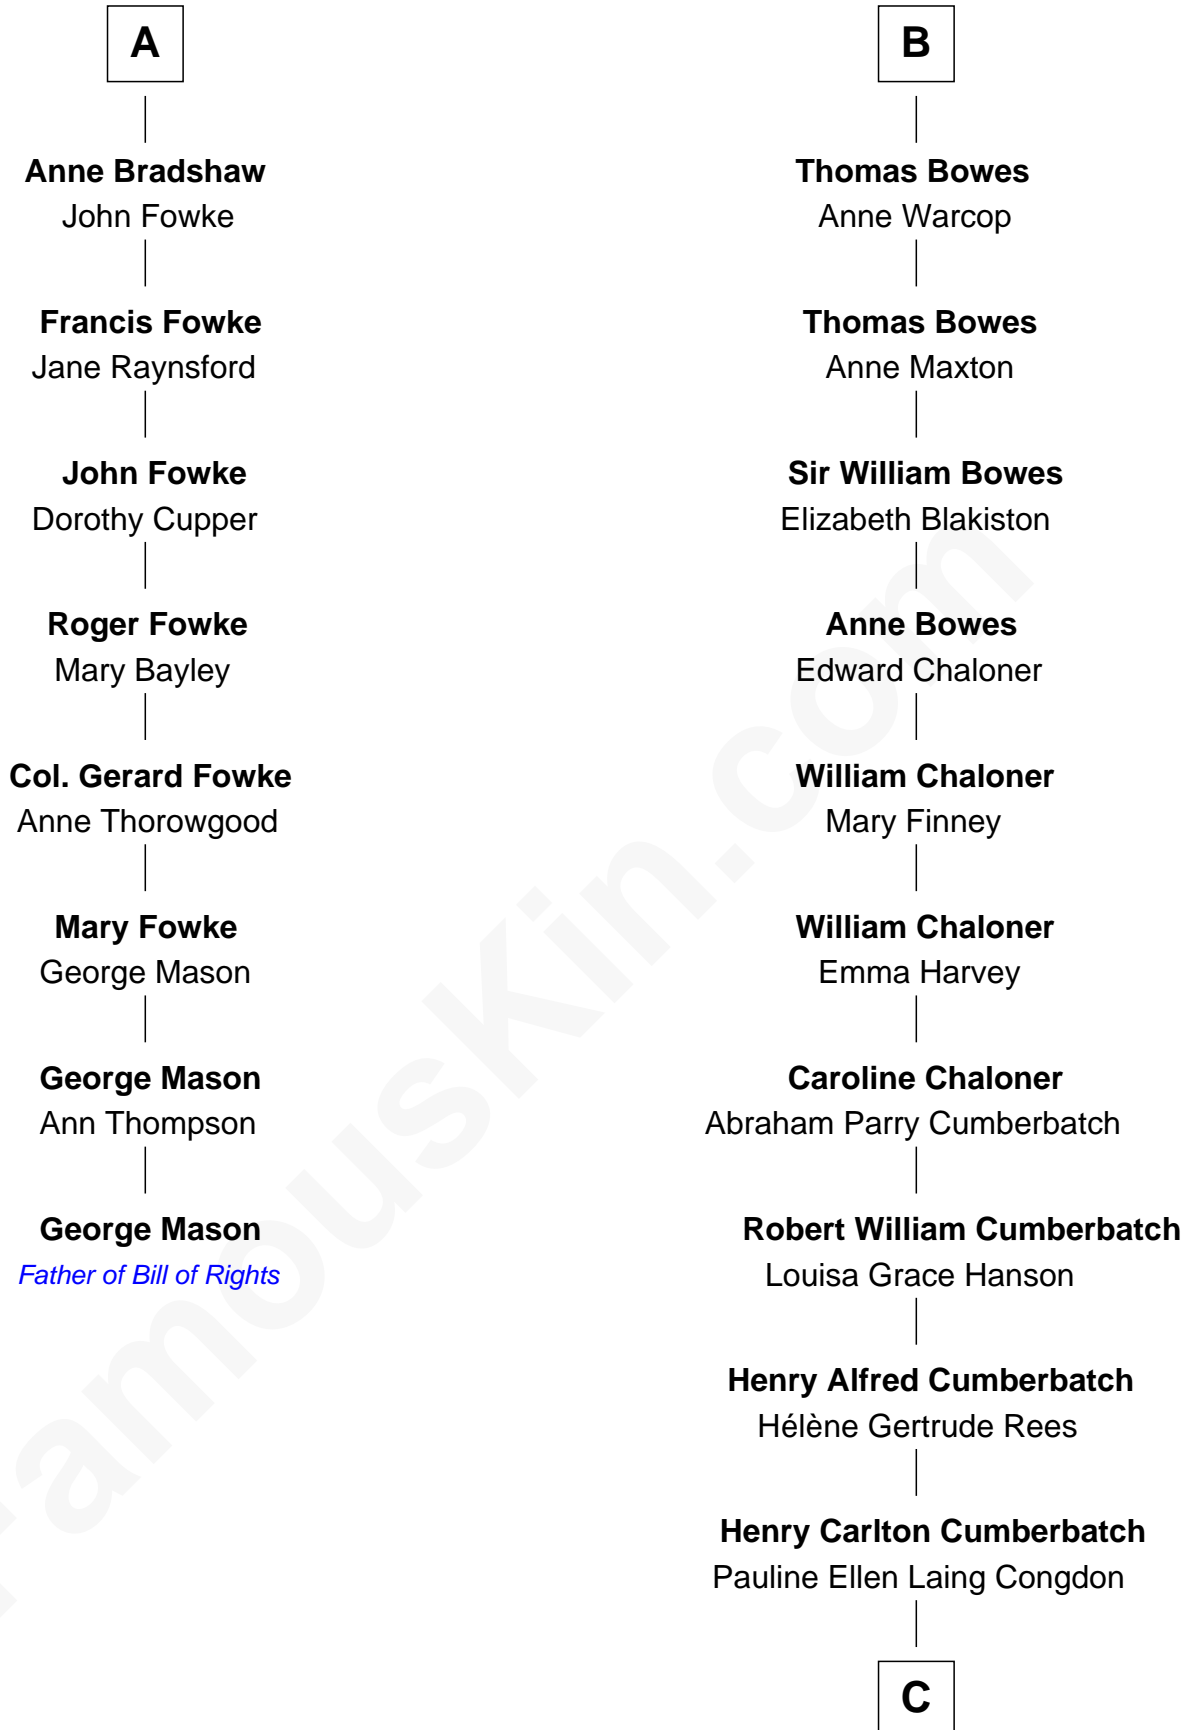 A
Anne Bradshaw
John Fowke
Francis Fowke
Jane Raynsford
John Fowke
Dorothy Cupper
Roger Fowke
Mary Bayley
Col. Gerard Fowke
Anne Thorowgood
Mary Fowke
George Mason
George Mason
Ann Thompson
George Mason
Father of Bill of Rights
B
Thomas Bowes
Anne Warcop
Thomas Bowes
Anne Maxton
Sir William Bowes
Elizabeth Blakiston
Anne Bowes
Edward Chaloner
William Chaloner
Mary Finney
William Chaloner
Emma Harvey
Caroline Chaloner
Abraham Parry Cumberbatch
Robert William Cumberbatch
Louisa Grace Hanson
Henry Alfred Cumberbatch
Hélène Gertrude Rees
Henry Carlton Cumberbatch
Pauline Ellen Laing Congdon
C
FamousKin.com